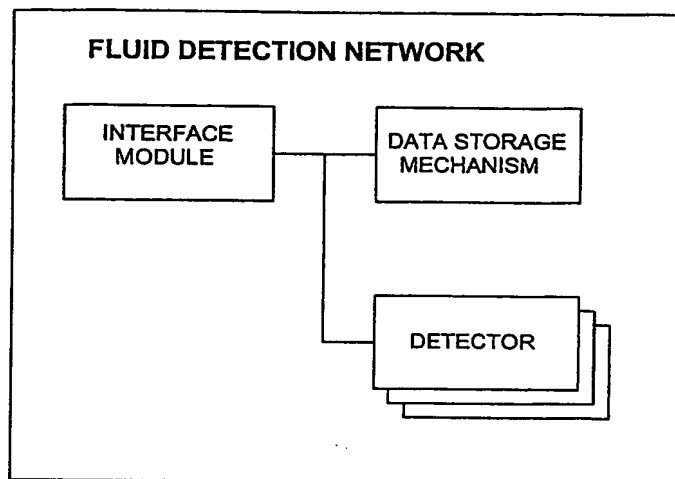 FLUID DETECTION NETWORK
INTERFACE
MODULE
DATA STORAGE
MECHANISM
DETECTOR